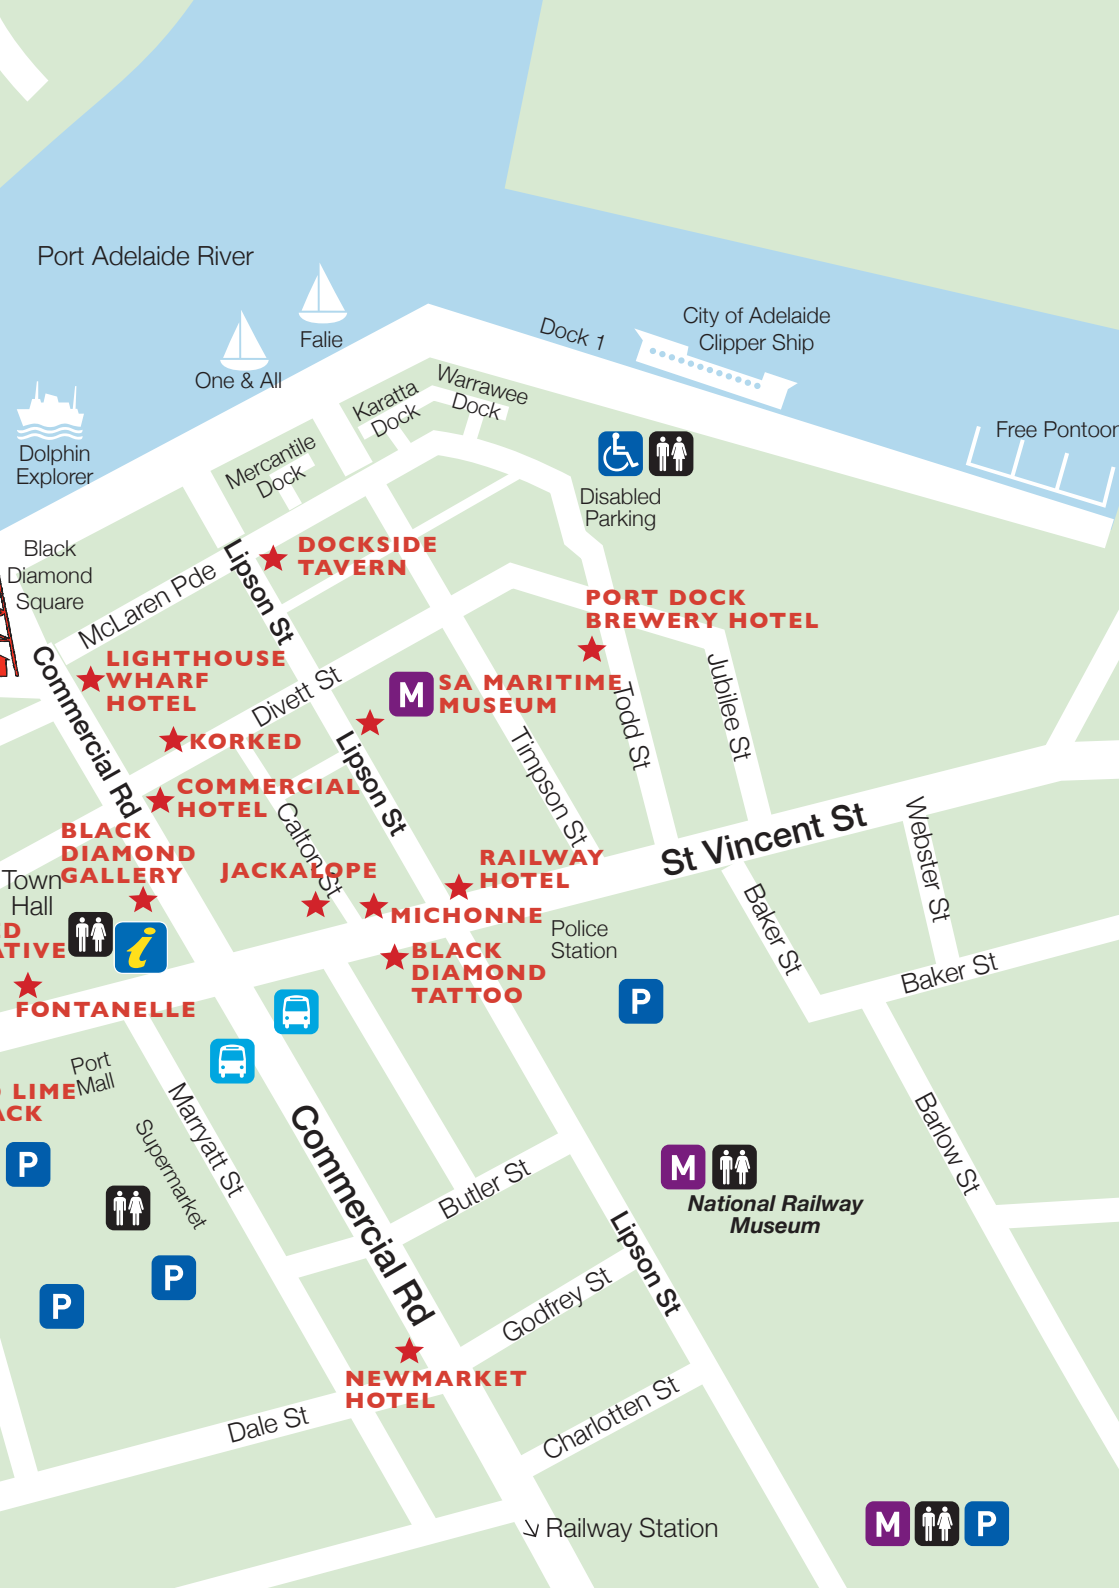 Port Adelaide River
Falie
One & All
Dolphin
Explorer
Dock 1
City of Adelaide
Clipper Ship
Free Pontoon
Karatta
Dock
Warrawee
Dock
Mercantile
Dock
Disabled
Parking
Black
Diamond
Square
McLaren Pde
Lipson St
DOCKSIDE
TAVERN
PORT DOCK
BREWERY HOTEL
LIGHTHOUSE
WHARF
HOTEL
Commercial Rd
Divett St
M
SA MARITIME
MUSEUM
KORKED
Lipson St
Timpson St
Todd St
Jubilee St
COMMERCIAL
HOTEL
Calton St
BLACK
DIAMOND
GALLERY
JACKALOPE
RAILWAY
HOTEL
St Vincent St
Webster St
Town
Hall
D
ATIVE
i
MICHONNE
Police
Station
Baker St
Baker St
BLACK
DIAMOND
TATTOO
FONTANELLE
P
Port
Mall
LIME
ACK
Marryatt St
Supermarket
P
Commercial Rd
Butler St
Barlow St
M
National Railway
Museum
Lipson St
P
P
Godfrey St
NEWMARKET
HOTEL
Dale St
Charlotten St
Railway Station
M
P